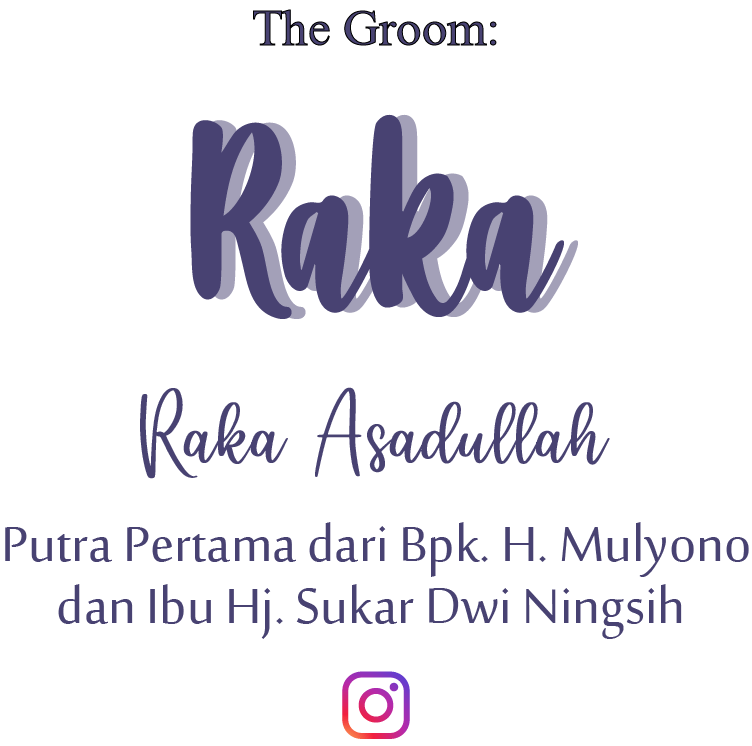 The Groom:
Raka
Raka Asadullah
Putra Pertama dari Bpk. H. Mulyono
dan Ibu Hj. Sukar Dwi Ningsih